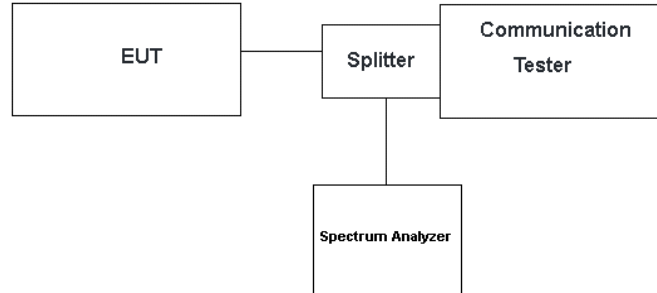 EUT
Splitter
Communication
Tester
Spectrum Analyzer